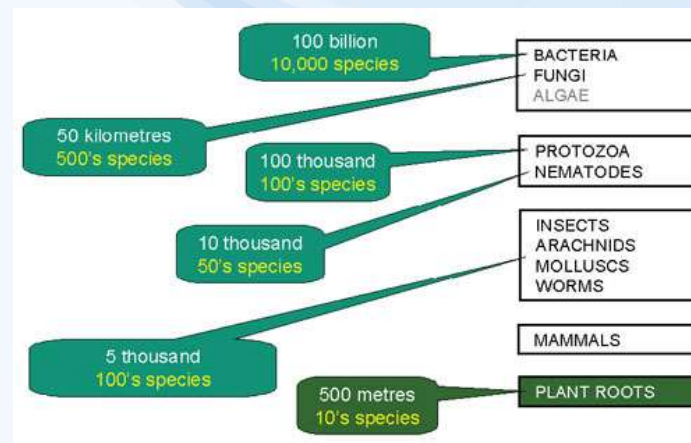 100 billion
10,000 species
BACTERIA
FUNGI
ALGAE
50 kilometres
500's species
100 thousand
100's species
PROTOZOA
NEMATODES
10 thousand
50's species
INSECTS
ARACHNIDS
MOLLUSCS
WORMS
5 thousand
100's species
MAMMALS
500 metres
10's species
PLANT ROOTS